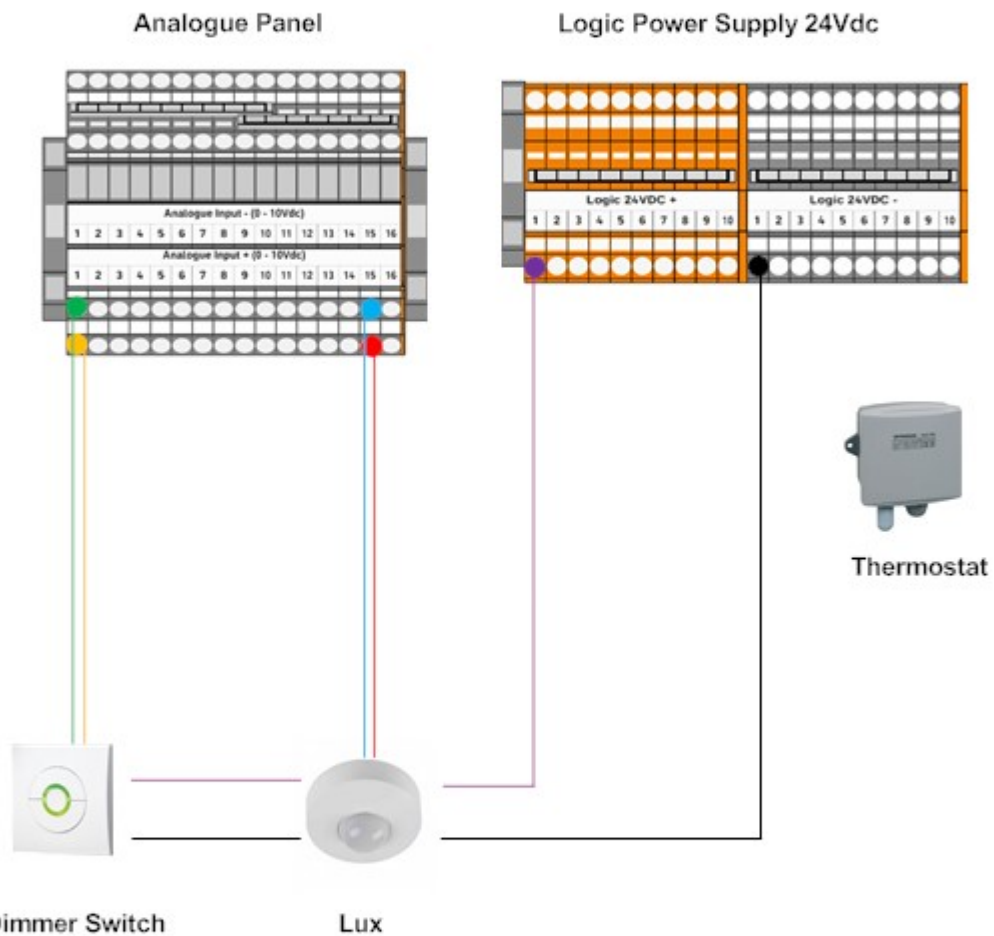 Analogue Panel
Logic Power Supply 24Vdc
Analogue Input - (0 - 10Vdc)
1 2 3 4 5 6 7 8 9 10 11 12 13 14 15 16
Analogue Input + (0 - 10Vdc)
1 2 3 4 5 6 7 8 9 10 11 12 13 14 15 16
Logic 24VDC +
1 2 3 4 5 6 7 8 9 10
Logic 24VDC -
1 2 3 4 5 6 7 8 9 10
Thermostat
Dimmer Switch
Lux